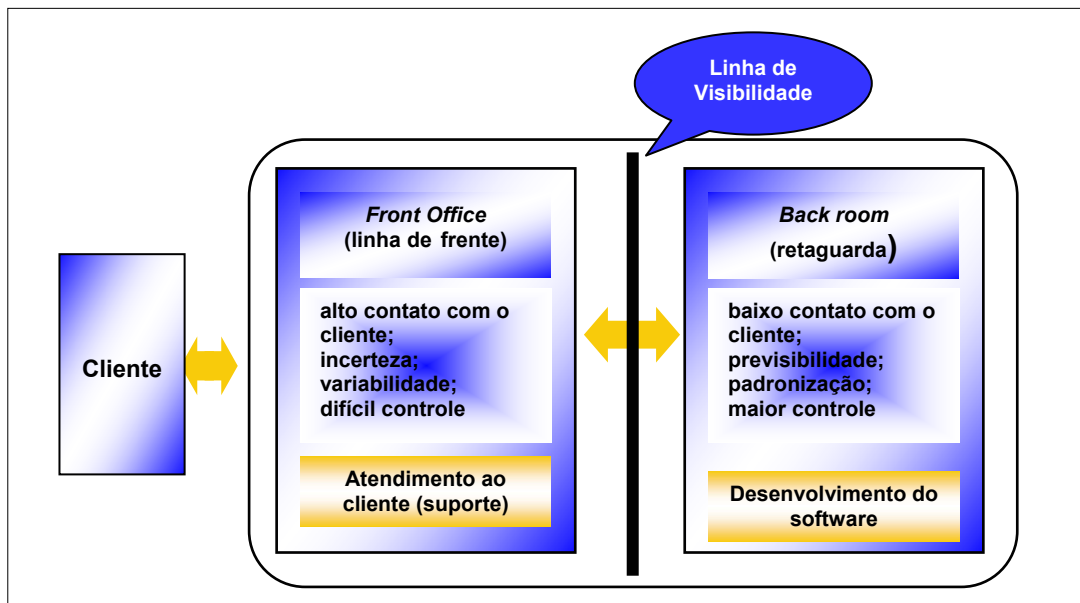 Linha de
Visibilidade
Cliente
Front Office
(linha de frente)
alto contato com o
cliente;
incerteza;
variabilidade;
difícil controle
Atendimento ao
cliente (suporte)
Back room
(retaguarda)
baixo contato com o
cliente;
previsibilidade;
padronização;
maior controle
Desenvolvimento do
software